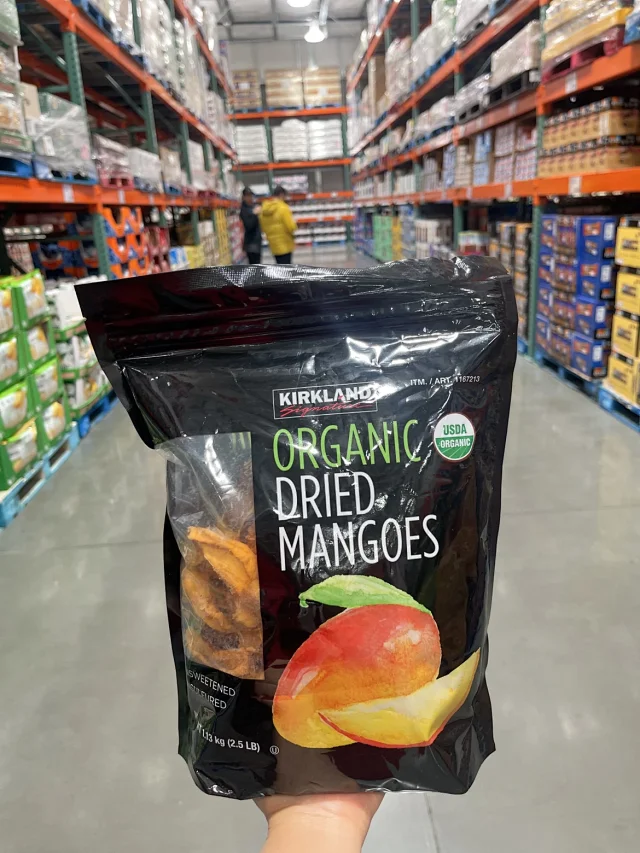 ITM. / ART. 1167213
KIRKLAND
Signature
ORGANIC
USDA
ORGANIC
DRIED
MANGOES
1.13 kg (2.5 LB)
U